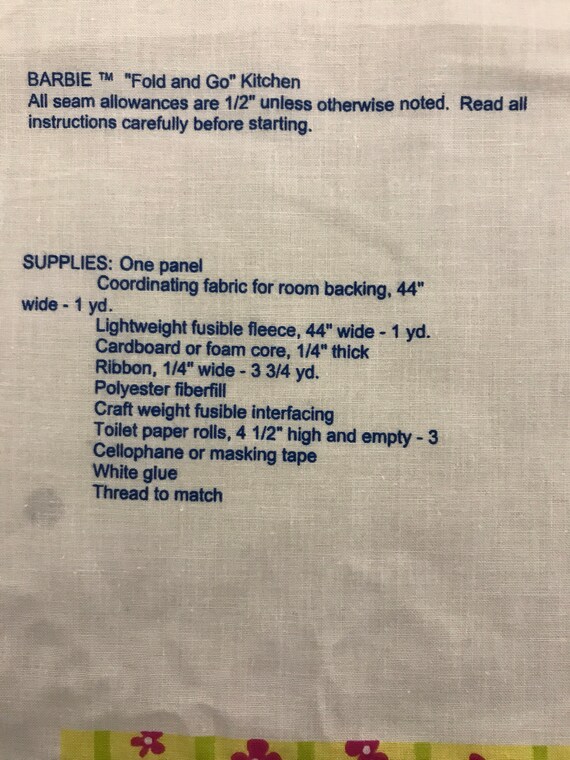 BARBIE ™ "Fold and Go" Kitchen
All seam allowances are 1/2" unless otherwise noted. Read all
instructions carefully before starting.
SUPPLIES: One panel
Coordinating fabric for room backing, 44"
wide - 1 yd.
Lightweight fusible fleece, 44" wide - 1 yd.
Cardboard or foam core, 1/4" thick
Ribbon, 1/4" wide - 3 3/4 yd.
Polyester fiberfill
Craft weight fusible interfacing
Toilet paper rolls, 4 1/2" high and empty - 3
Cellophane or masking tape
White glue
Thread to match